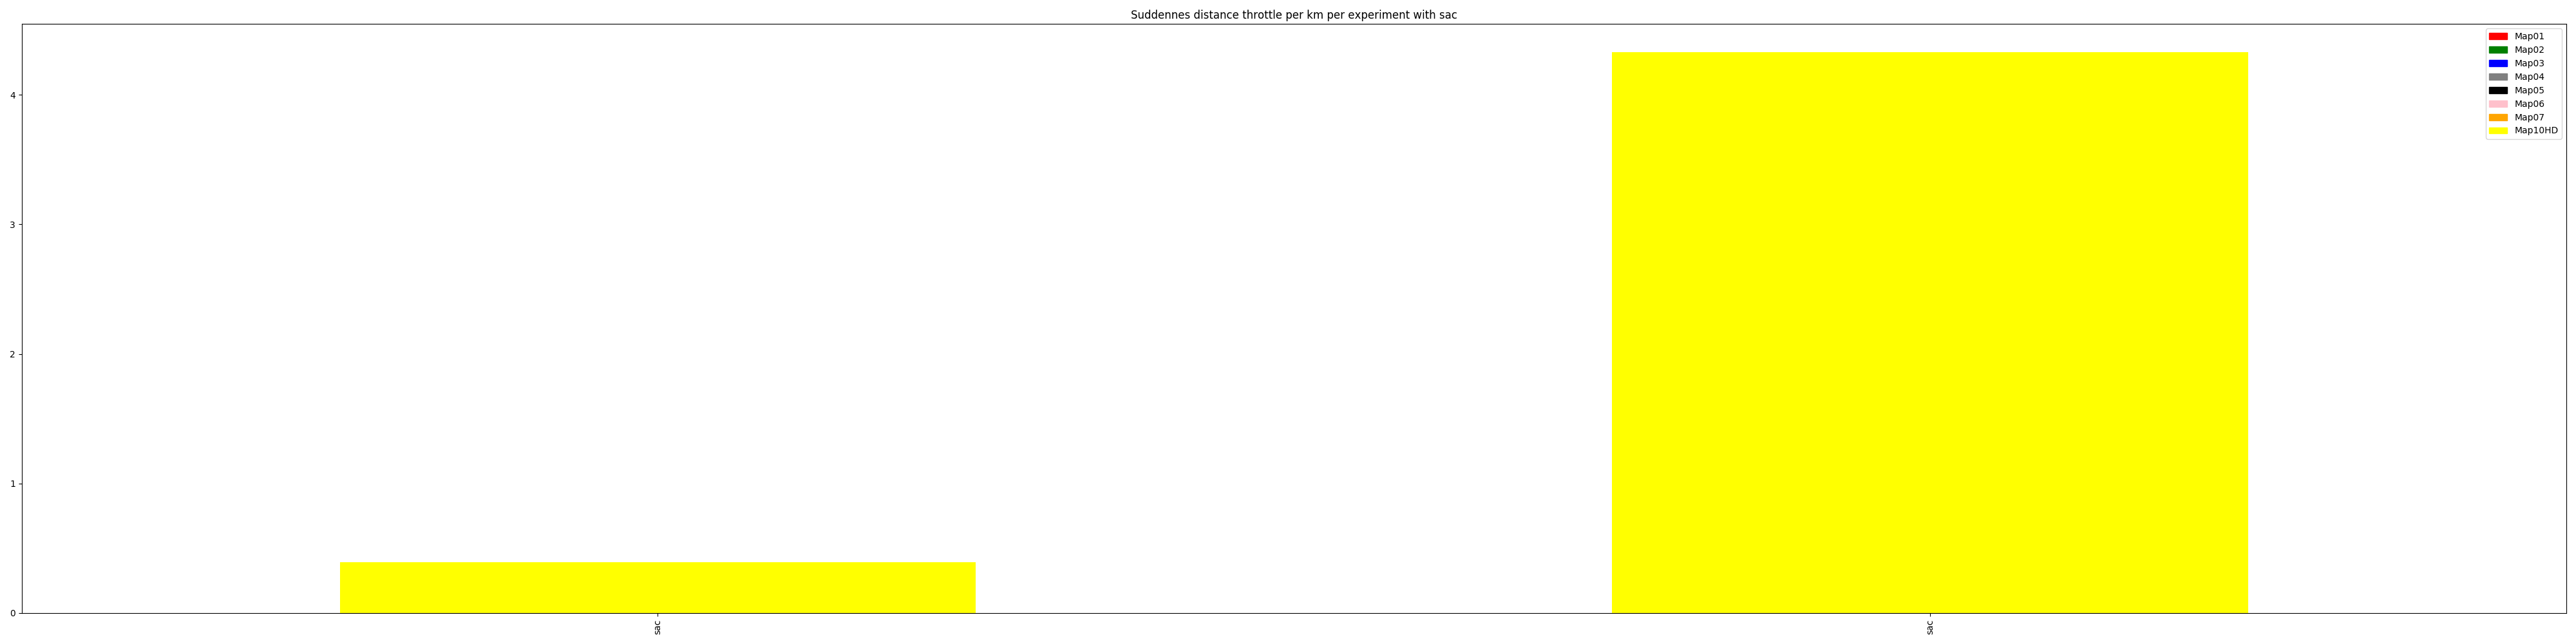 Suddennes distance throttle per km per experiment with sac
Map01
Map02
Map03
Map04
Map05
Map06
Map07
Map10HD
4
3
2
1
0
sac
sac